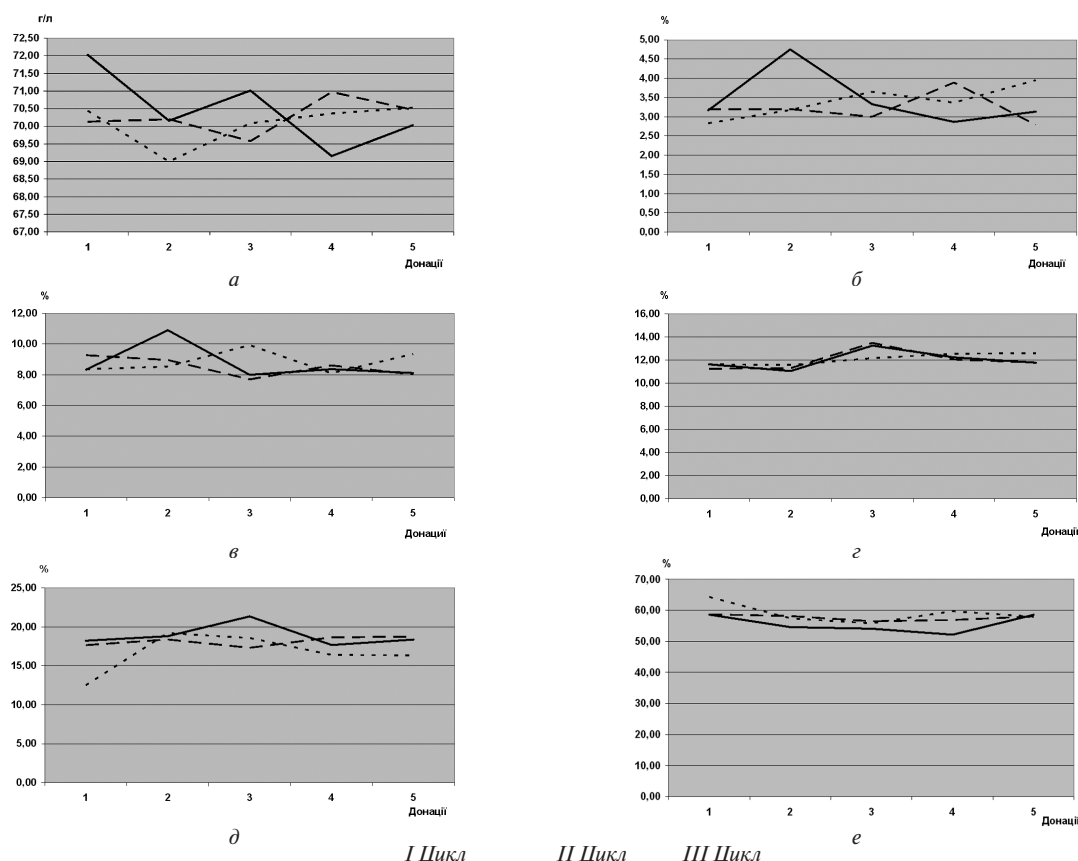 г/л
72,50
72,00
71,50
71,00
70,50
70,00
69,50
69,00
68,50
68,00
67,50
67,00
1 2 3 4 5
Донації
а
%
5,00
4,50
4,00
3,50
3,00
2,50
2,00
1,50
1,00
0,50
0,00
1 2 3 4 5
Донації
б
%
12,00
10,00
8,00
6,00
4,00
2,00
0,00
1 2 3 4 5
Донациї
в
%
16,00
14,00
12,00
10,00
8,00
6,00
4,00
2,00
0,00
1 2 3 4 5
Донації
г
%
25,00
20,00
15,00
10,00
5,00
0,00
1 2 3 4 5
Донації
д
%
70,00
60,00
50,00
40,00
30,00
20,00
10,00
0,00
1 2 3 4 5
Донації
е
I Цикл II Цикл III Цикл